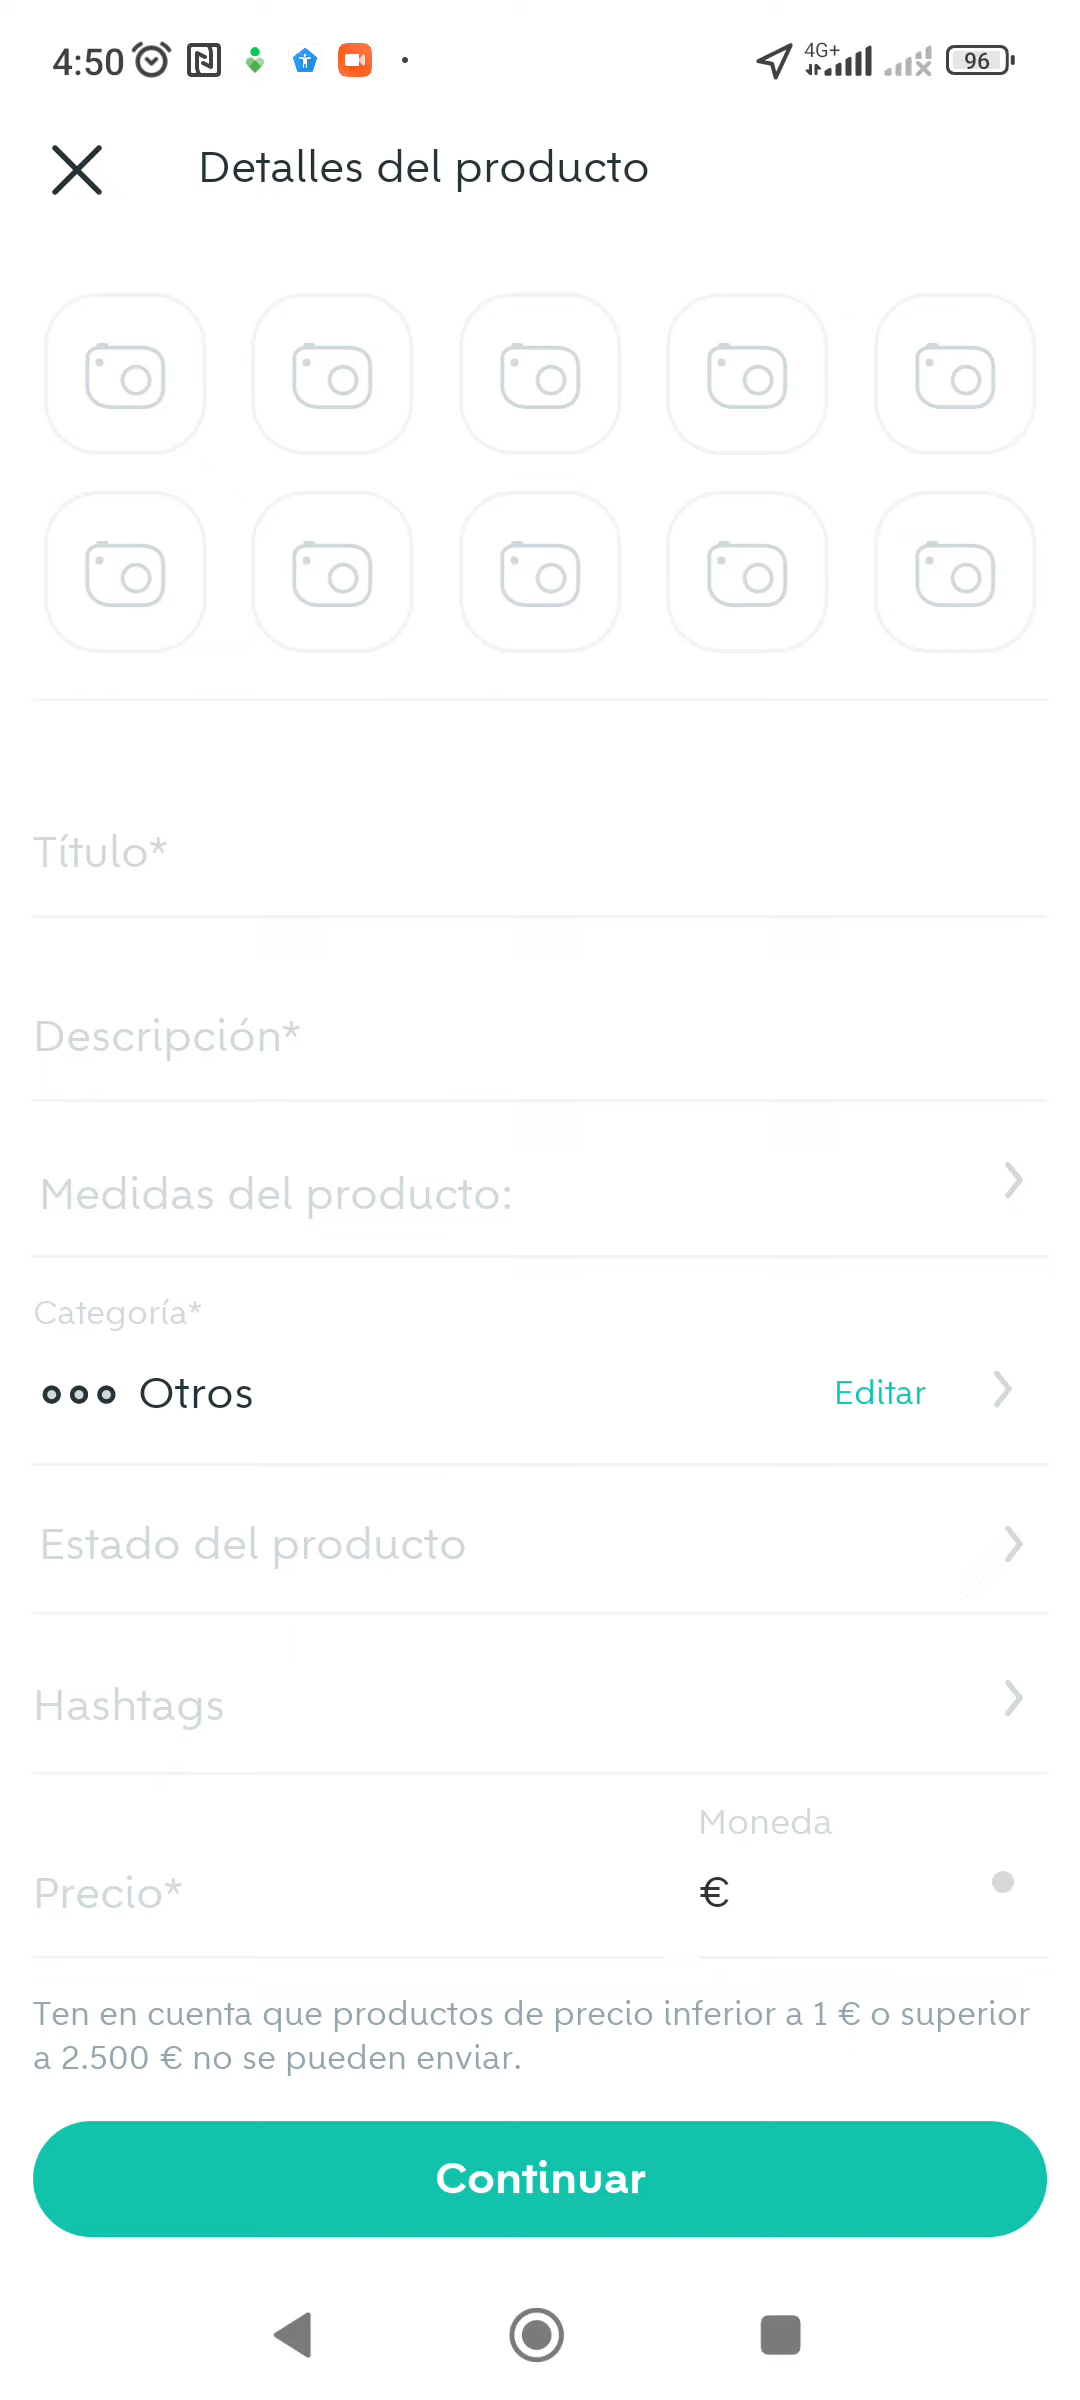 4:50
4G+
96
Detalles del producto
Título*
Descripción*
Medidas del producto:
Categoría*
Otros
Editar
Estado del producto
Hashtags
Moneda
Precio*
€
Ten en cuenta que productos de precio inferior a 1 € o superior
a 2.500 € no se pueden enviar.
Continuar